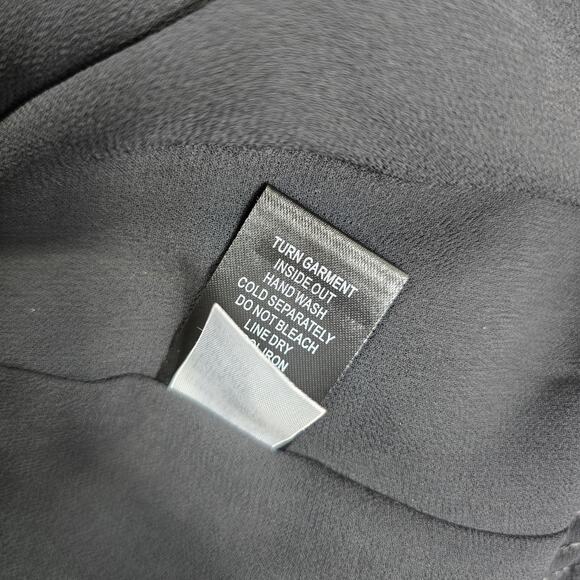 TURN GARMENT
INSIDE OUT
HAND WASH
COLD SEPARATELY
DO NOT BLEACH
LINE DRY
IRON